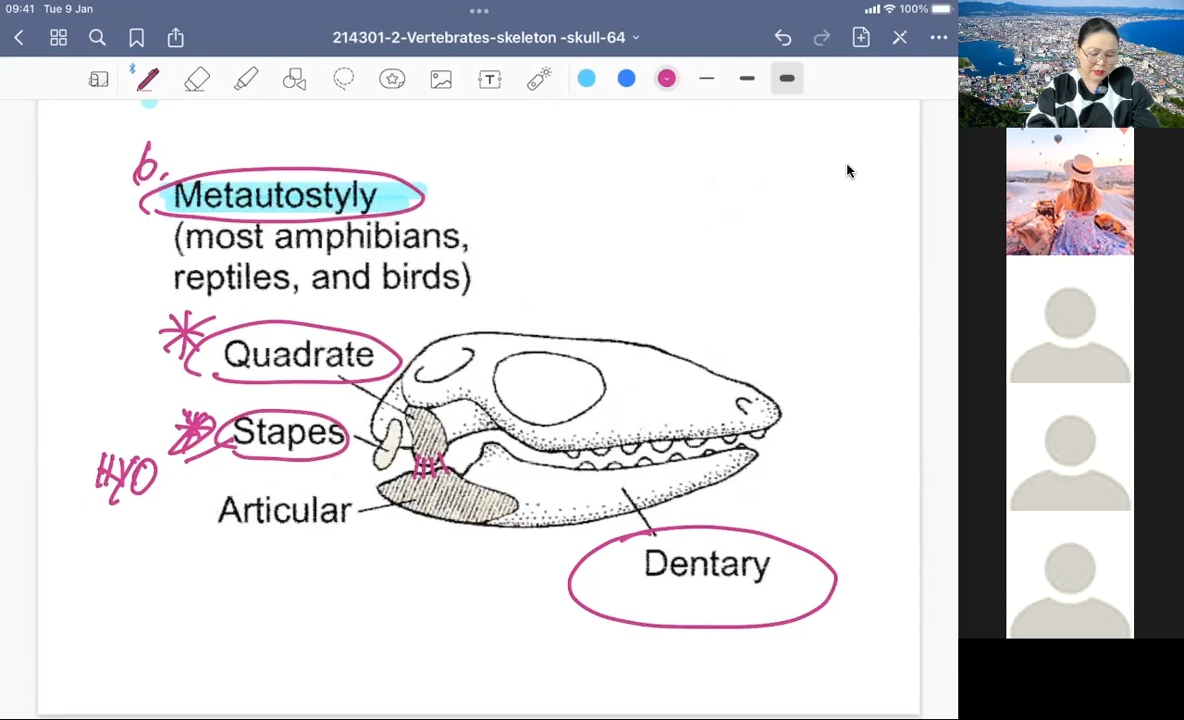 09:41 Tue 9 Jan
100%
214301-2-Vertebrates-skeleton -skull-64
6.
Metautostyly
(most amphibians,
reptiles, and birds)
Quadrate
Stapes
HYO
Articular
Dentary